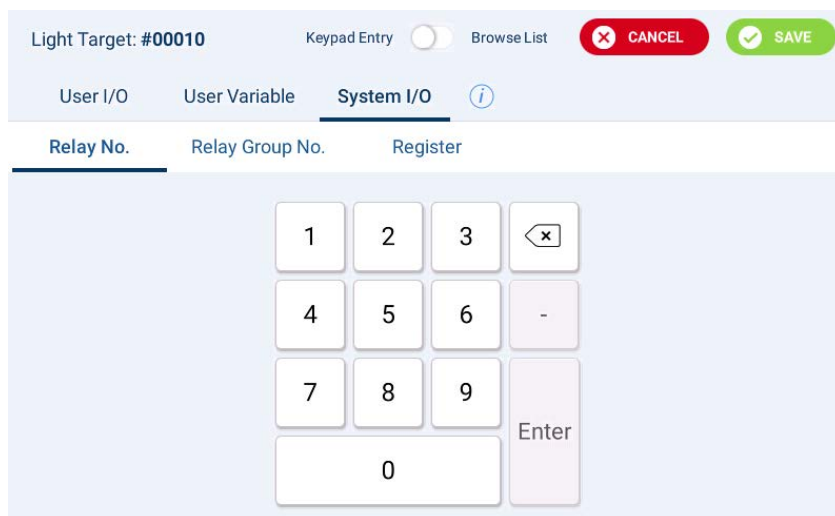 Light Target: #00010 Keypad Entry Browse List CANCEL SAVE
User I/O User Variable System I/O i
Relay No. Relay Group No. Register
1 2 3
4 5 6 -
7 8 9
Enter
0